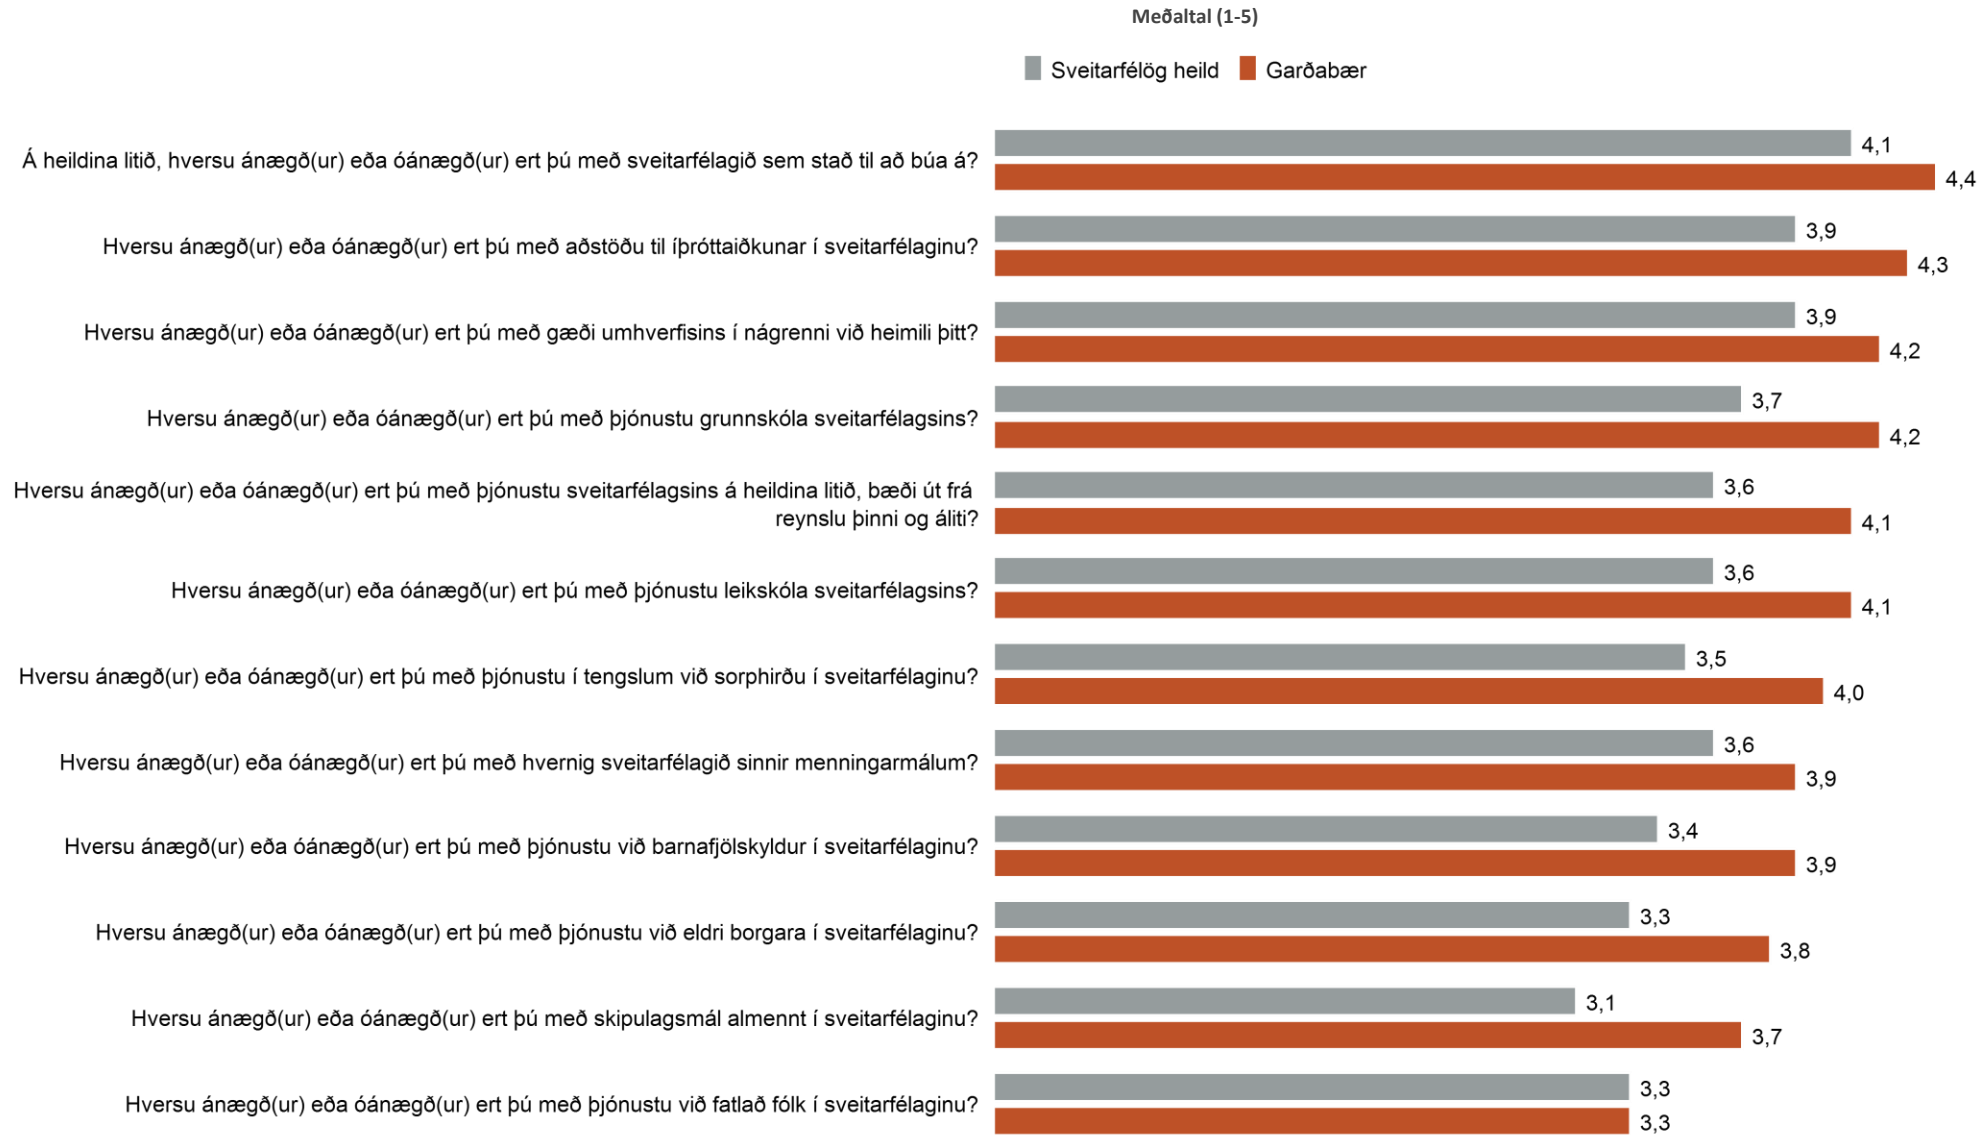 Meðaltal (1-5)
Sveitarfélög heild Garðabær
Á heildina litið, hversu ánægð(ur) eða óánægð(ur) ert þú með sveitarfélagið sem stað til að búa á?
4,1
4,4
Hversu ánægð(ur) eða óánægð(ur) ert þú með aðstöðu til íþróttaiðkunar í sveitarfélaginu?
3,9
4,3
Hversu ánægð(ur) eða óánægð(ur) ert þú með gæði umhverfisins í nágrenni við heimili þitt?
3,9
4,2
Hversu ánægð(ur) eða óánægð(ur) ert þú með þjónustu grunnskóla sveitarfélagsins?
3,7
4,2
Hversu ánægð(ur) eða óánægð(ur) ert þú með þjónustu sveitarfélagsins á heildina litið, bæði út frá
reynslu þinni og áliti?
3,6
4,1
Hversu ánægð(ur) eða óánægð(ur) ert þú með þjónustu leikskóla sveitarfélagsins?
3,6
4,1
Hversu ánægð(ur) eða óánægð(ur) ert þú með þjónustu í tengslum við sorphirðu í sveitarfélaginu?
3,5
4,0
Hversu ánægð(ur) eða óánægð(ur) ert þú með hvernig sveitarfélagið sinnir menningarmálum?
3,6
3,9
Hversu ánægð(ur) eða óánægð(ur) ert þú með þjónustu við barnafjölskyldur í sveitarfélaginu?
3,4
3,9
Hversu ánægð(ur) eða óánægð(ur) ert þú með þjónustu við eldri borgara í sveitarfélaginu?
3,3
3,8
Hversu ánægð(ur) eða óánægð(ur) ert þú með skipulagsmál almennt í sveitarfélaginu?
3,1
3,7
Hversu ánægð(ur) eða óánægð(ur) ert þú með þjónustu við fatlað fólk í sveitarfélaginu?
3,3
3,3